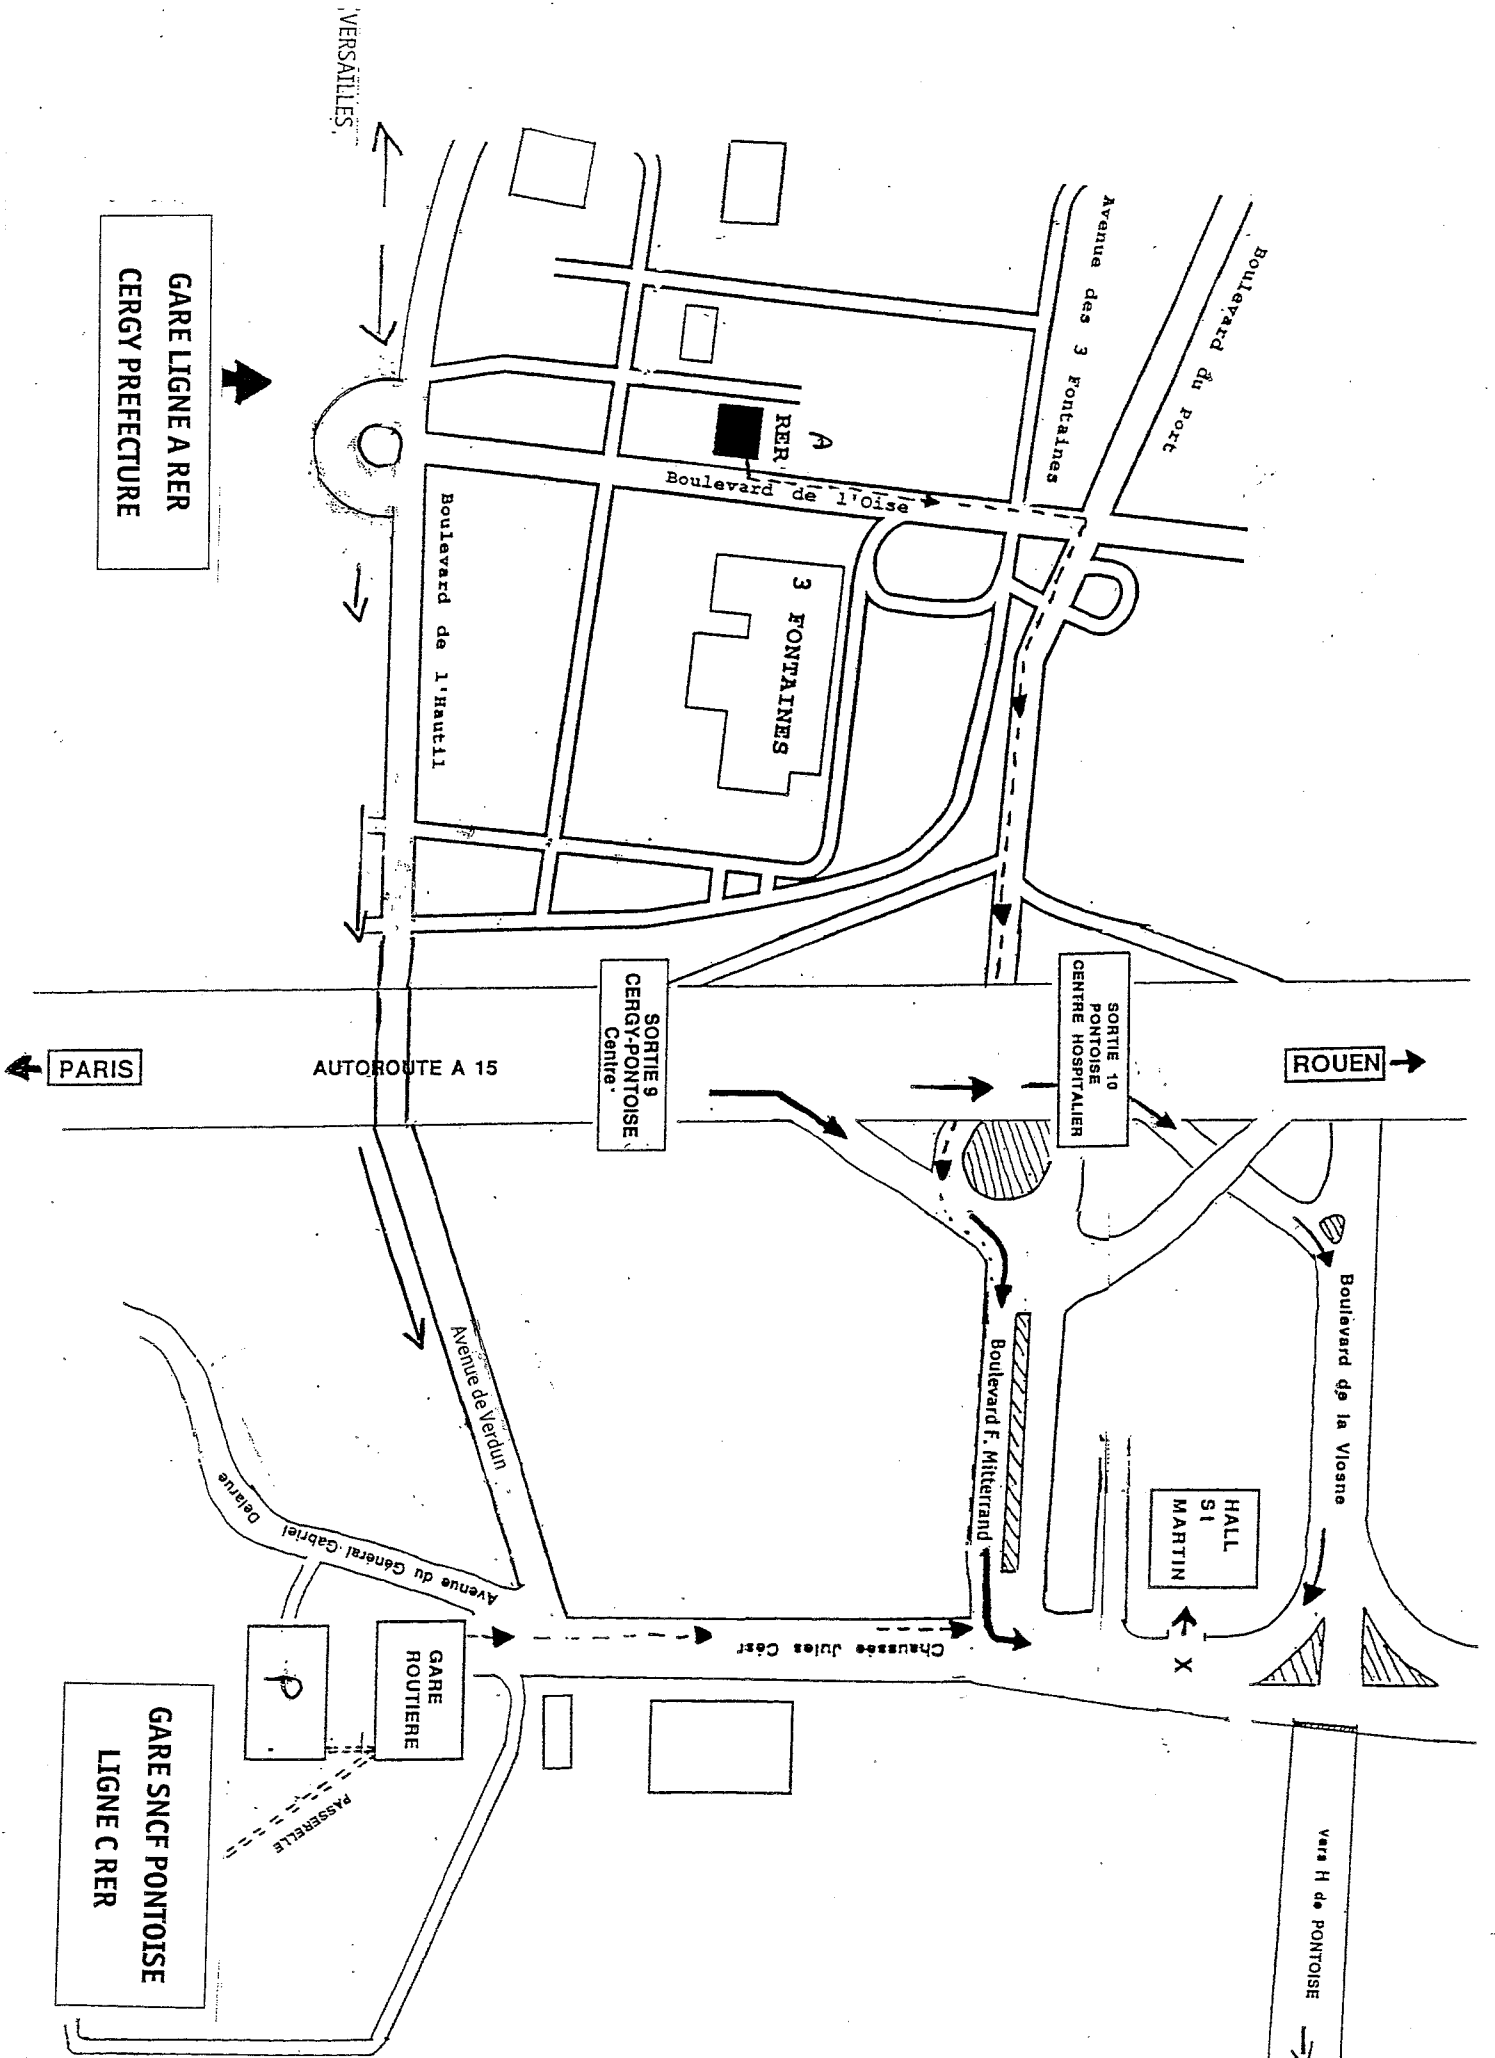 VERSAILLES
Boulevard du Port
Avenue des 3 Fontaines
GARE LIGNE A RER
CERGY PREFECTURE
RER
A
Boulevard de l'Oise
Boulevard de l'Hautil
3 FONTAINES
SORTIE 9
CERGY-PONTOISE
Centre
SORTIE 10
PONTOISE
CENTRE HOSPITALIER
PARIS
AUTOROUTE A 15
ROUEN
Boulevard de la Viosne
Avenue de Verdun
Boulevard F. Mitterrand
HALL
St
MARTIN
X
Avenue du Général Gabriel
Delarue
Chaussée Jules Césr
P
GARE
ROUTIERE
PASSERELLE
GARE SNCF PONTOISE
LIGNE C RER
vers H de PONTOISE